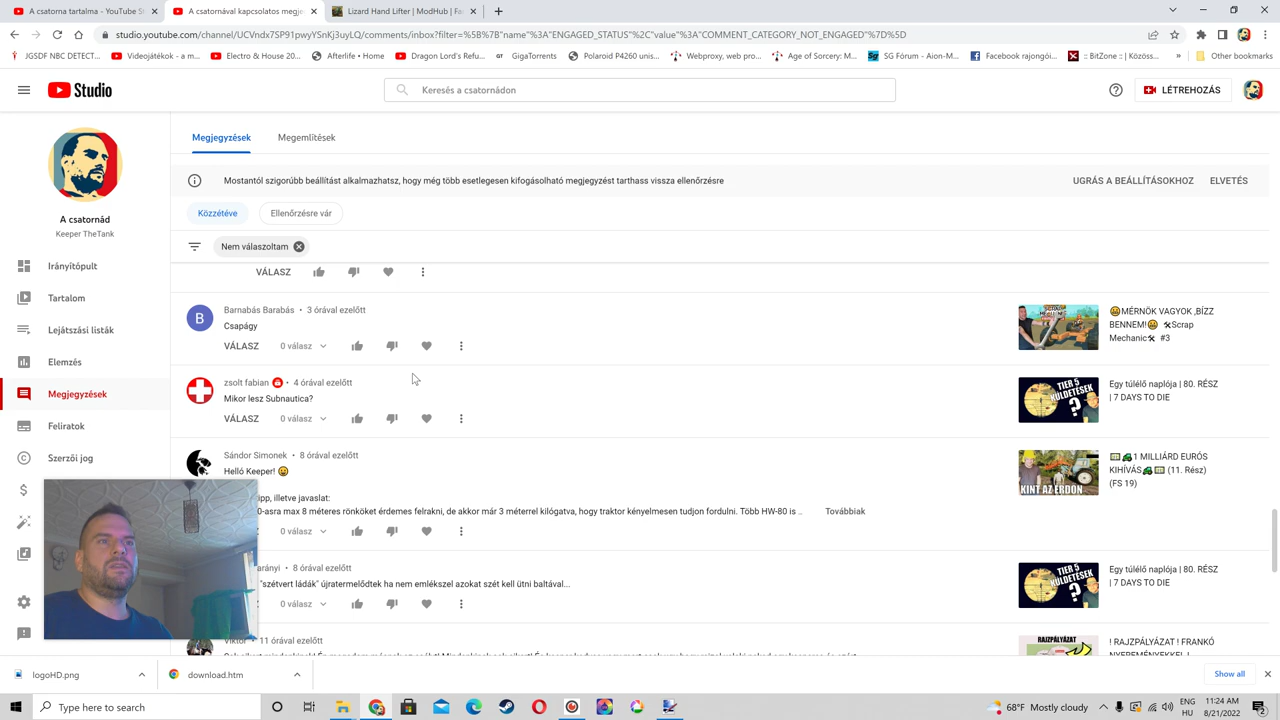 A csatorna tartalma - YouTube S
A csatornával kapcsolatos megje
Lizard Hand Lifter | ModHub | Fa
studio.youtube.com/channel/UCVndx7SP91pwyYSnKj3uyLQ/comments/inbox?filter=%5B%7B"name"%3A"ENGAGED_STATUS"%2C"value"%3A"COMMENT_CATEGORY_NOT_ENGAGED"%7D%5D
JGSDF NBC DETECT...
Videojátékok - a m...
Electro & House 20...
Afterlife • Home
Dragon Lord's Refu...
GT GigaTorrents
Polaroid P4260 unis...
Webproxy, web pro...
Age of Sorcery: M...
SG Fórum - Aion-M...
Facebook rajongói...
:: BitZone :: | Közöss...
»
Other bookmarks
Studio
Keresés a csatornádon
LÉTREHOZÁS
A csatornád
Keeper TheTank
Irányítópult
Tartalom
Lejátszási listák
Elemzés
Megjegyzések
Feliratok
Szerzői jog
Megjegyzések
Megemlítések
Mostantól szigorúbb beállítást alkalmazhatsz, hogy még több esetlegesen kifogásolható megjegyzést tarthass vissza ellenőrzésre
UGRÁS A BEÁLLÍTÁSOKHOZ
ELVETÉS
Közzétéve
Ellenőrzésre vár
Nem válaszoltam
VÁLASZ
B
Barnabás Barabás • 3 órával ezelőtt
Csapágy
VÁLASZ 0 válasz
😫MÉRNÖK VAGYOK ,BÍZZ
BENNEM!😫 🛠Scrap
Mechanic🛠 #3
zsolt fabian • 4 órával ezelőtt
Mikor lesz Subnautica?
VÁLASZ 0 válasz
TIER 5
KÜLDETÉSEK
?
Egy túlélő naplója | 80. RÉSZ
| 7 DAYS TO DIE
Sándor Simonek • 8 órával ezelőtt
Helló Keeper! 😀
ipp, illetve javaslat:
0-asra max 8 méteres rönköket érdemes felrakni, de akkor már 3 méterrel kilógatva, hogy traktor kényelmesen tudjon fordulni. Több HW-80 is ..
Továbbiak
0 válasz
KINT AZ ERDŐN
💵🚜1 MILLIÁRD EURÓS
KIHÍVÁS🚜💵 (11. Rész)
(FS 19)
arányi • 8 órával ezelőtt
"szétvert ládák" újratermelődtek ha nem emlékszel azokat szét kell ütni baltával...
0 válasz
TIER 5
KÜLDETÉSEK
?
Egy túlélő naplója | 80. RÉSZ
| 7 DAYS TO DIE
Viktor • 11 órával ezelőtt
RAJZPÁLYÁZAT
! RAJZPÁLYÁZAT ! FRANKÓ
NYEREMÉNYEKKEL !
logoHD.png
download.htm
Show all
Type here to search
68°F Mostly cloudy
ENG
HU
11:24 AM
8/21/2022
2